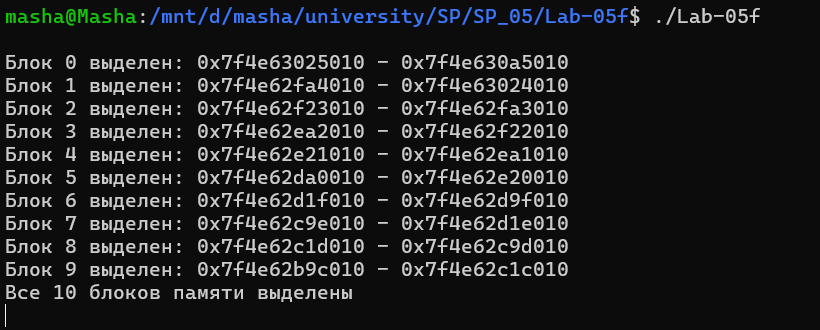 masha@Masha:/mnt/d/masha/university/SP/SP_05/Lab-05f$ ./Lab-05f
Блок 0 выделен: 0x7f4e63025010 - 0x7f4e630a5010
Блок 1 выделен: 0x7f4e62fa4010 - 0x7f4e63024010
Блок 2 выделен: 0x7f4e62f23010 - 0x7f4e62fa3010
Блок 3 выделен: 0x7f4e62ea2010 - 0x7f4e62f22010
Блок 4 выделен: 0x7f4e62e21010 - 0x7f4e62ea1010
Блок 5 выделен: 0x7f4e62da0010 - 0x7f4e62e20010
Блок 6 выделен: 0x7f4e62d1f010 - 0x7f4e62d9f010
Блок 7 выделен: 0x7f4e62c9e010 - 0x7f4e62d1e010
Блок 8 выделен: 0x7f4e62c1d010 - 0x7f4e62c9d010
Блок 9 выделен: 0x7f4e62b9c010 - 0x7f4e62c1c010
Все 10 блоков памяти выделены